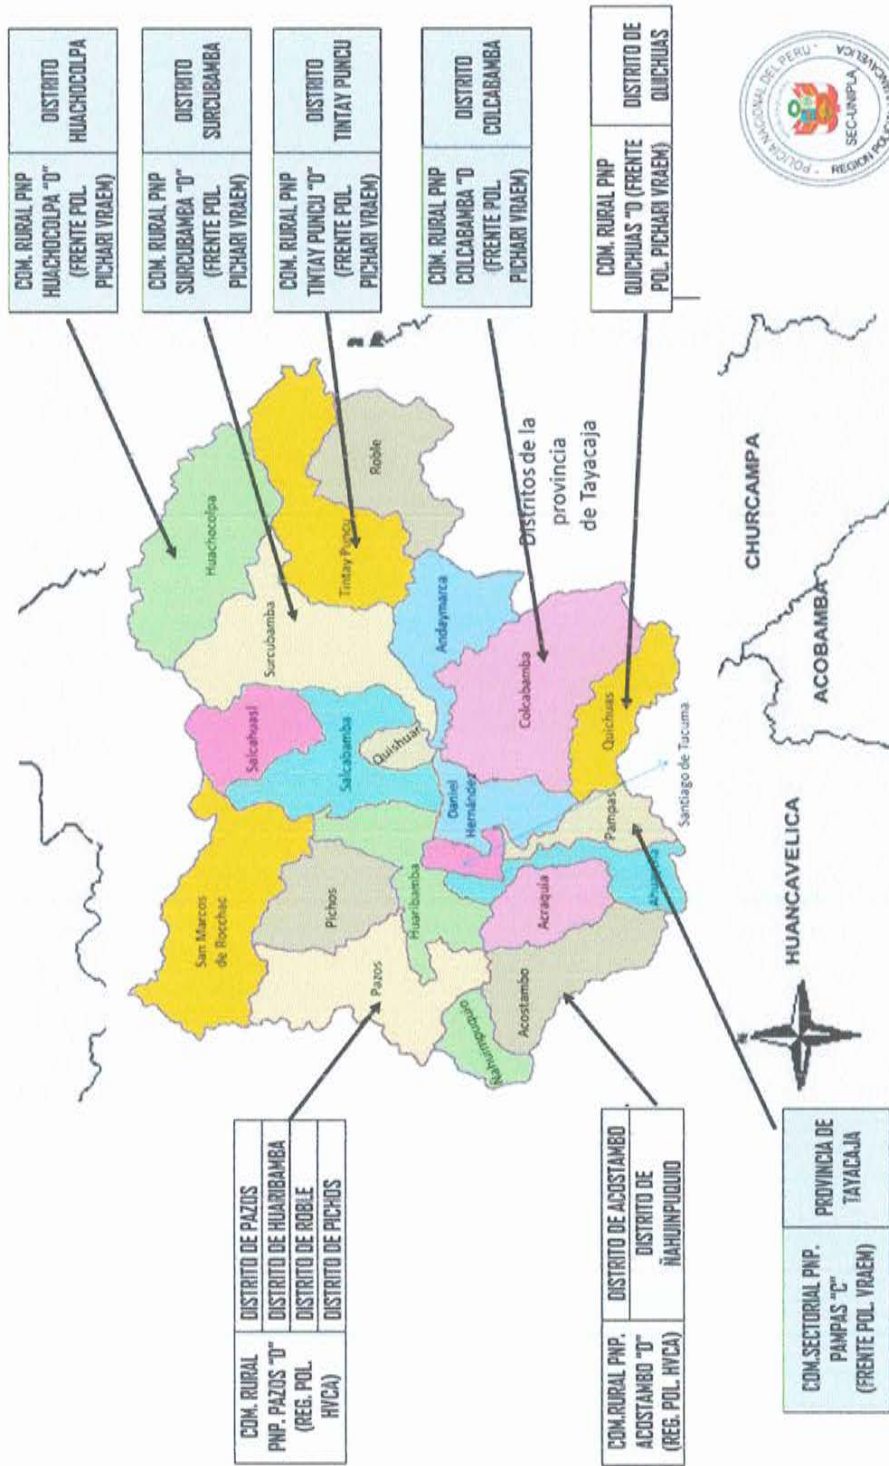 COM. RURAL PNP
HUACHOCOLPA "D"
(FRENTE POL.
PICHARI VRAEM)
DISTRITO
HUACHOCOLPA
COM. RURAL PNP
SURCUBAMBA "D"
(FRENTE POL.
PICHARI VRAEM)
DISTRITO
SURCUBAMBA
COM. RURAL PNP
TINTAY PUNCU "D"
(FRENTE POL.
PICHARI VRAEM)
DISTRITO
TINTAY PUNCU
COM. RURAL PNP
COLCABAMBA "D
(FRENTE POL.
PICHARI VRAEM)
DISTRITO
COLCABAMBA
COM. RURAL PNP
QUICHUAS "D (FRENTE
POL. PICHARI VRAEM)
DISTRITO DE
QUICHUAS
COM. RURAL
PNP. PAZOS "D"
(REG. POL.
HVCA)
DISTRITO DE PAZOS
DISTRITO DE HUARIBAMBA
DISTRITO DE ROBLE
DISTRITO DE PICHOS
COM.RURAL PNP.
ACOSTAMBO "D"
(REG. POL. HVCA)
DISTRITO DE ACOSTAMBO
DISTRITO DE
ÑAHUINPUQUIO
COM.SECTORIAL PNP.
PAMPAS "C"
(FRENTE POL. VRAEM)
PROVINCIA DE
TAYACAJA
San Marcos
de Rocchac
Salcahuasi
Huachocolpa
Surcubamba
Pichos
Salcabamba
Quishuar
Tintay Puncu
Roble
Pazos
Huaribamba
Andaymarca
Daniel
Hernández
Colcabamba
Ñahuimpuquio
Acostambo
Acraquia
Pampas
Quichuas
Santiago de Tucuma
Distritos de la
provincia
de Tayacaja
HUANCAVELICA
ACOBAMBA
CHURCAMPA
POLICIA NACIONAL DEL PERU
SEC-UNIPLA
REGION POL